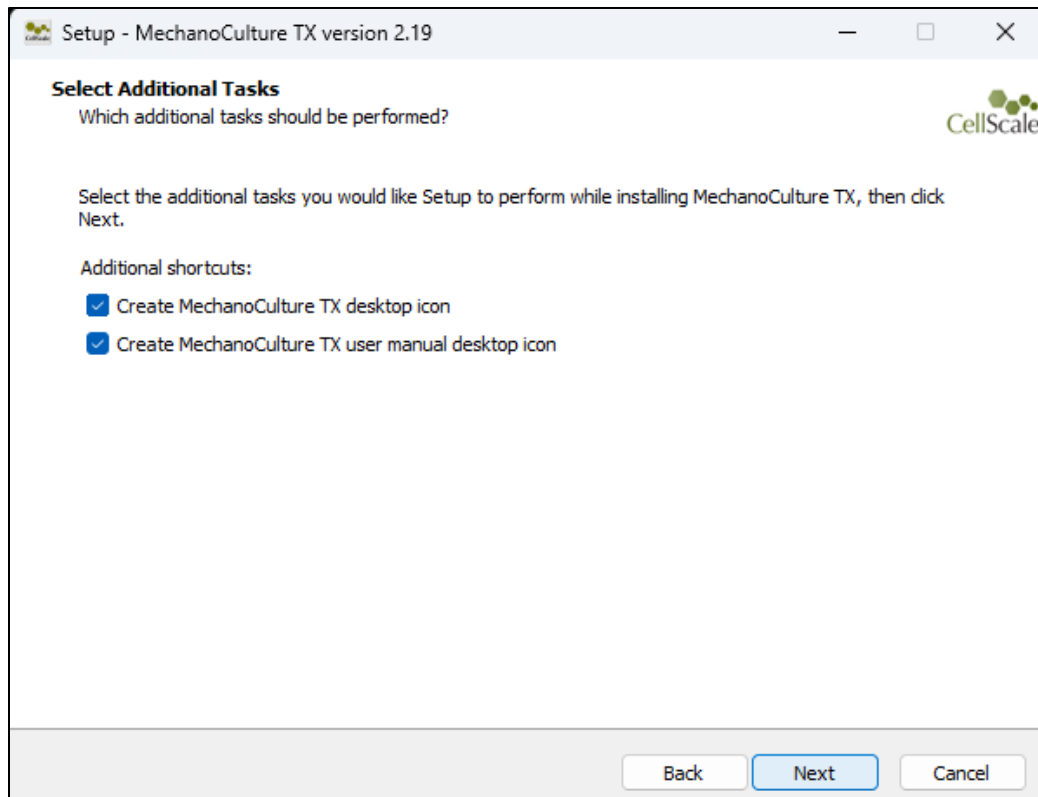 Setup - MechanoCulture TX version 2.19
Select Additional Tasks
Which additional tasks should be performed?
CellScale
Select the additional tasks you would like Setup to perform while installing MechanoCulture TX, then click
Next.
Additional shortcuts:
Create MechanoCulture TX desktop icon
Create MechanoCulture TX user manual desktop icon
Back
Next
Cancel